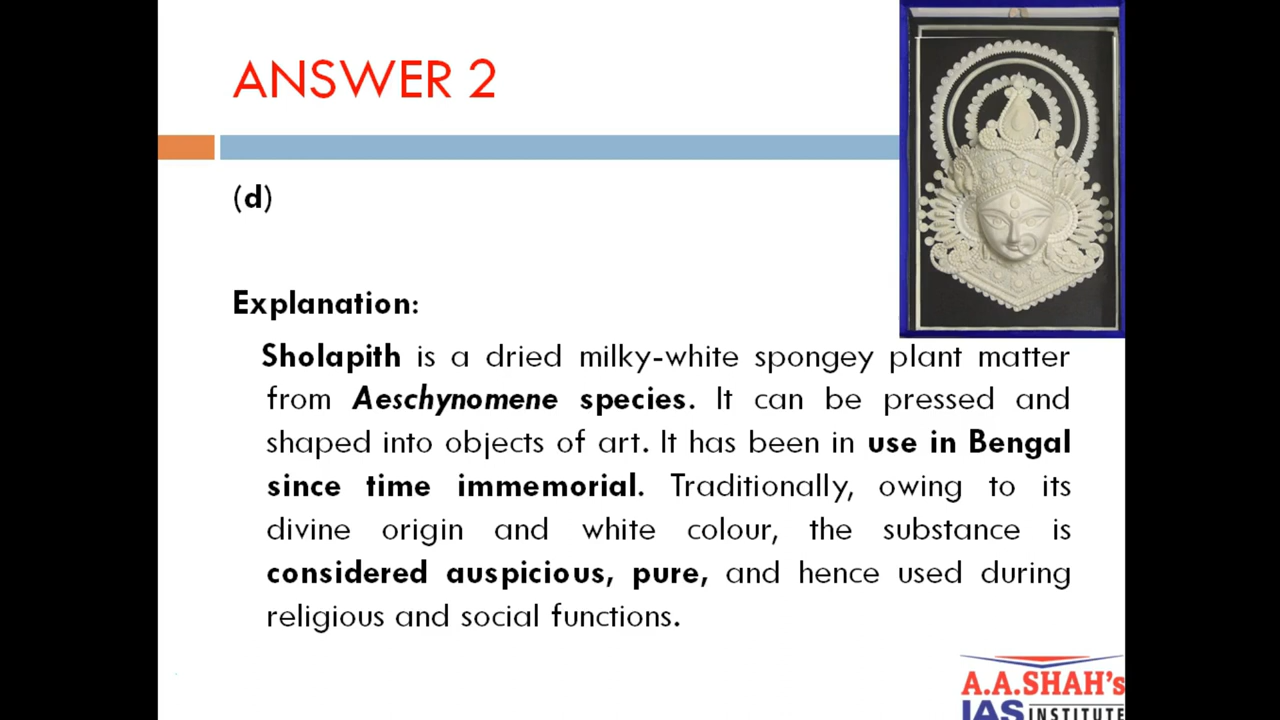 ANSWER 2
(d)
Explanation:
Sholapith is a dried milky-white spongey plant matter
from Aeschynomene species. It can be pressed and
shaped into objects of art. It has been in use in Bengal
since time immemorial. Traditionally, owing to its
divine origin and white colour, the substance is
considered auspicious, pure, and hence used during
religious and social functions.
A.A.SHAH's
IAS INSTITUTE